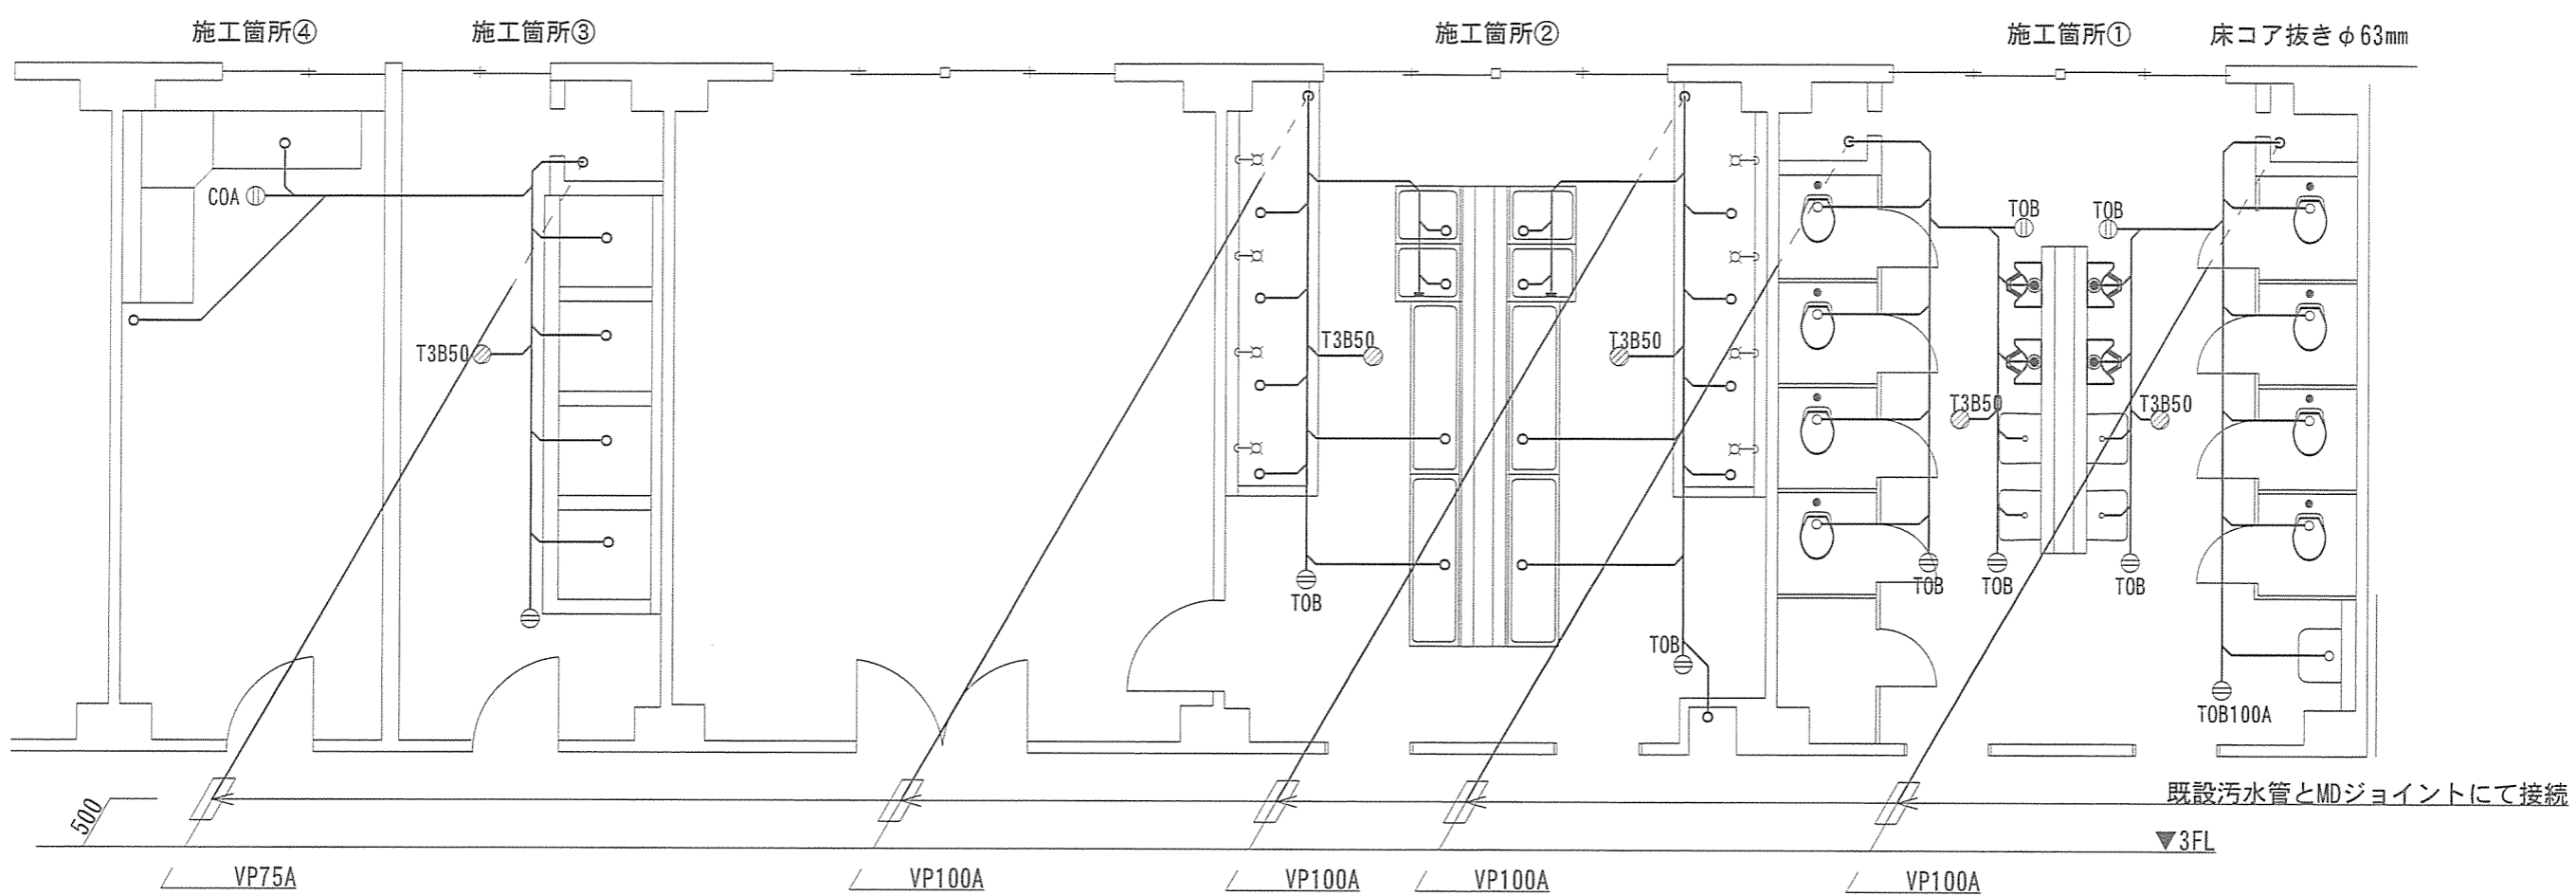 施工箇所④
施工箇所③
施工箇所②
施工箇所①
床コア抜きφ63mm
COA
TOB
TOB
T3B50
T3B50
T3B50
T3B50
T3B50
TOB
TOB
TOB
TOB
TOB
TOB100A
500
既設汚水管とMDジョイントにて接続
▼3FL
VP75A
VP100A
VP100A
VP100A
VP100A